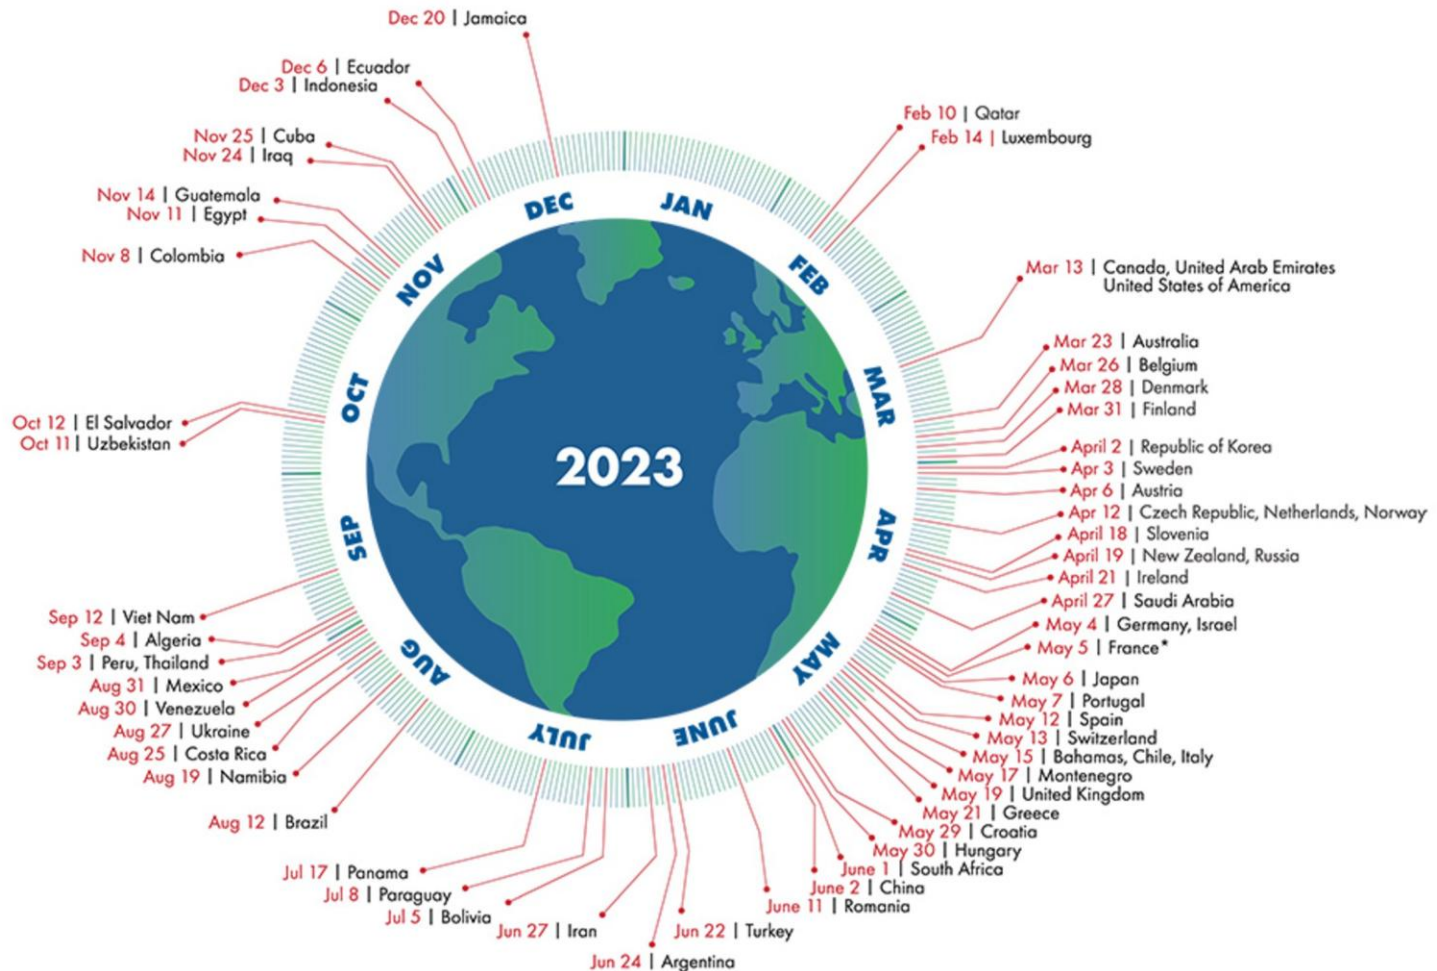 Dec 20 | Jamaica
Dec 6 | Ecuador
Dec 3 | Indonesia
Nov 25 | Cuba
Nov 24 | Iraq
Nov 14 | Guatemala
Nov 11 | Egypt
Nov 8 | Colombia
Oct 12 | El Salvador
Oct 11 | Uzbekistan
Sep 12 | Viet Nam
Sep 4 | Algeria
Sep 3 | Peru, Thailand
Aug 31 | Mexico
Aug 30 | Venezuela
Aug 27 | Ukraine
Aug 25 | Costa Rica
Aug 19 | Namibia
Aug 12 | Brazil
Jul 17 | Panama
Jul 8 | Paraguay
Jul 5 | Bolivia
Jun 27 | Iran
Jun 24 | Argentina
Jun 22 | Turkey
Feb 10 | Qatar
Feb 14 | Luxembourg
Mar 13 | Canada, United Arab Emirates
United States of America
Mar 23 | Australia
Mar 26 | Belgium
Mar 28 | Denmark
Mar 31 | Finland
April 2 | Republic of Korea
Apr 3 | Sweden
Apr 6 | Austria
Apr 12 | Czech Republic, Netherlands, Norway
April 18 | Slovenia
April 19 | New Zealand, Russia
April 21 | Ireland
April 27 | Saudi Arabia
May 4 | Germany, Israel
May 5 | France*
May 6 | Japan
May 7 | Portugal
May 12 | Spain
May 13 | Switzerland
May 15 | Bahamas, Chile, Italy
May 17 | Montenegro
May 19 | United Kingdom
May 21 | Greece
May 29 | Croatia
May 30 | Hungary
June 1 | South Africa
June 2 | China
June 11 | Romania
JAN
FEB
MAR
APR
MAY
JUNE
JULY
AUG
SEP
OCT
NOV
DEC
2023